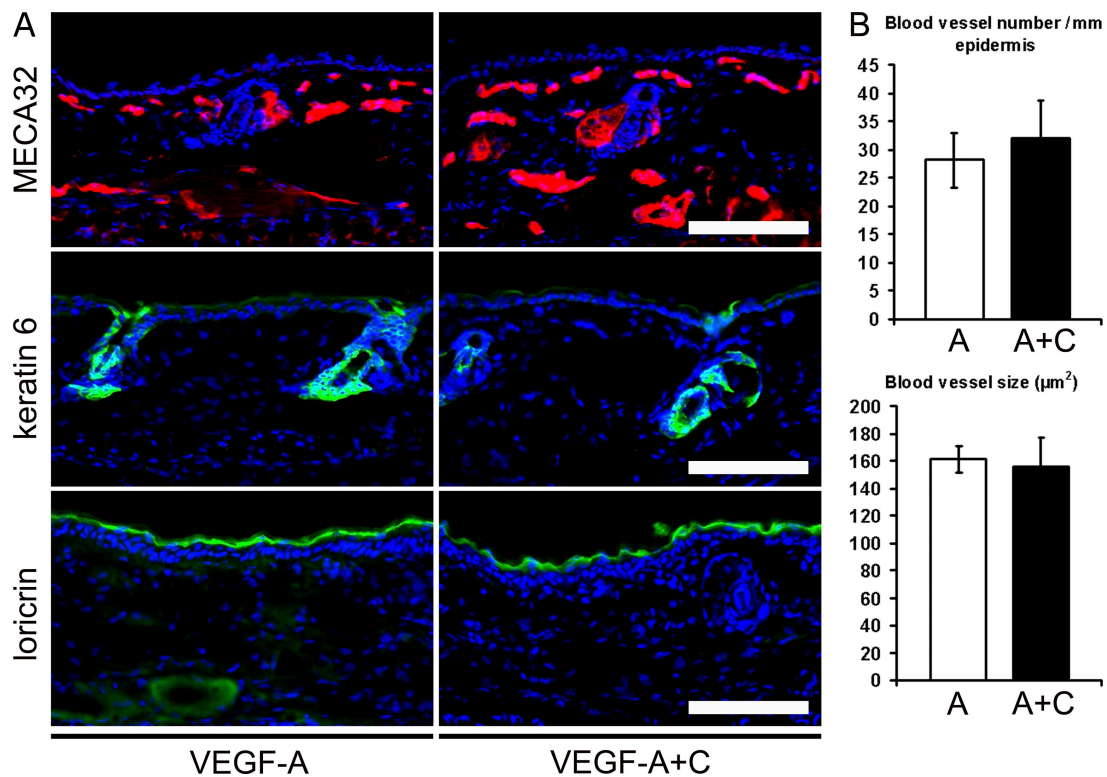 A
MECA32
keratin 6
loricrin
VEGF-A
VEGF-A+C
B
Blood vessel number /mm
epidermis
45
40
35
30
25
20
15
10
5
0
A
A+C
Blood vessel size (µm²)
200
180
160
140
120
100
80
60
40
20
0
A
A+C